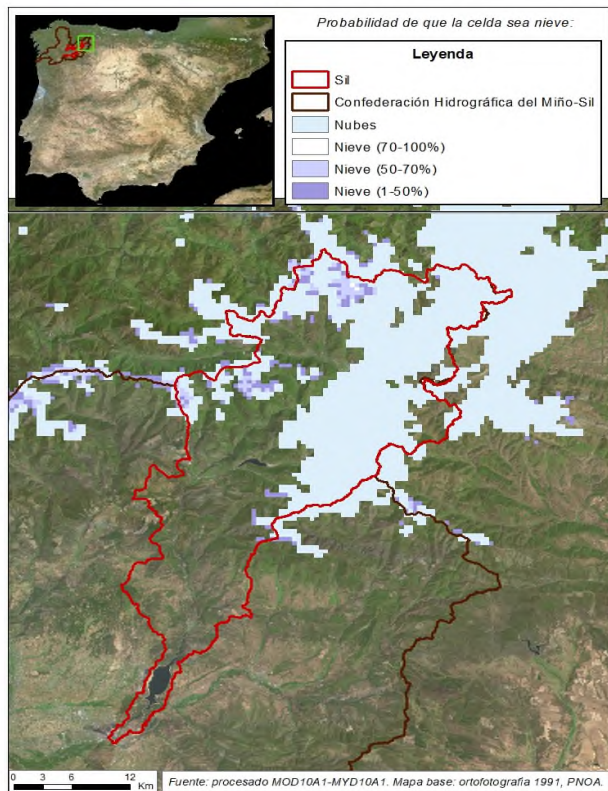 Probabilidad de que la celda sea nieve:
Leyenda
Sil
Confederación Hidrográfica del Miño-Sil
Nubes
Nieve (70-100%)
Nieve (50-70%)
Nieve (1-50%)
0 3 6 12
Km
Fuente: procesado MOD10A1-MYD10A1. Mapa base: ortofotografía 1991, PNOA.